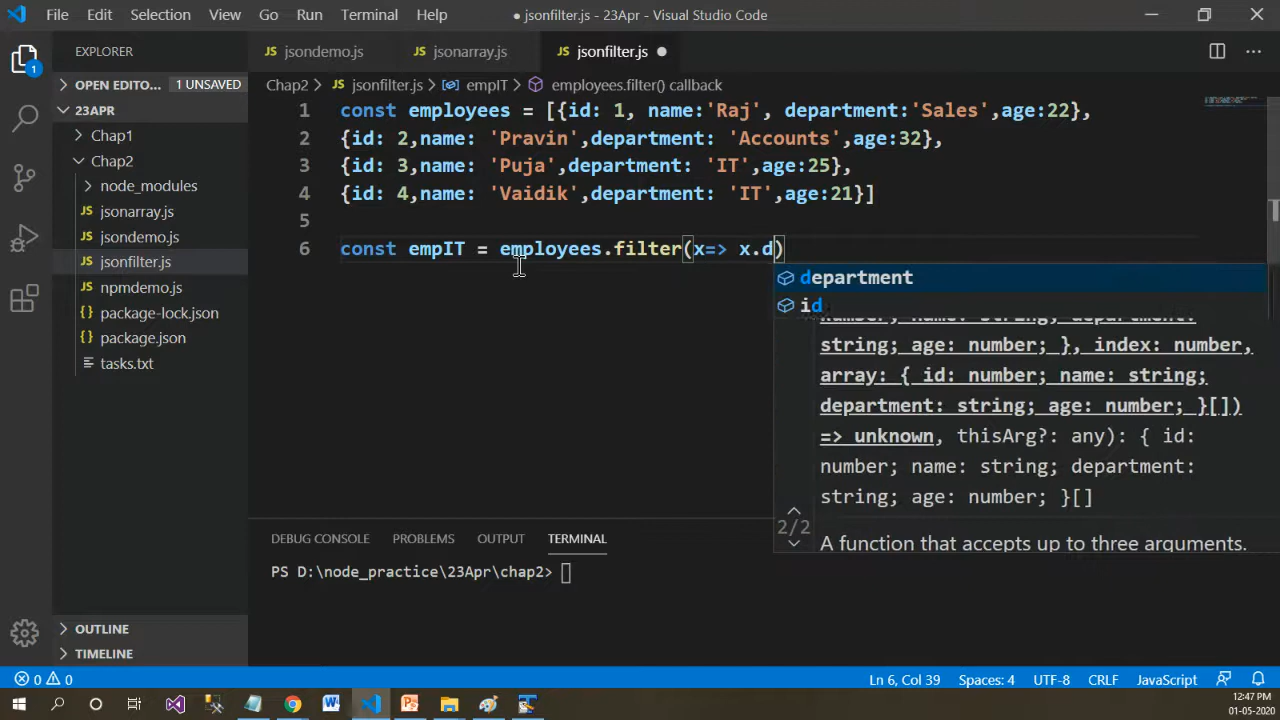 File Edit Selection View Go Run Terminal Help
● jsonfilter.js - 23Apr - Visual Studio Code
EXPLORER
1
OPEN EDITO... 1 UNSAVED
23APR
Chap1
Chap2
node_modules
JS jsonarray.js
JS jsondemo.js
JS jsonfilter.js
JS npmdemo.js
{} package-lock.json
{} package.json
tasks.txt
OUTLINE
TIMELINE
JS jsondemo.js JS jsonarray.js JS jsonfilter.js ●
Chap2 > JS jsonfilter.js > empIT > employees.filter() callback
1 const employees = [{id: 1, name:'Raj', department:'Sales',age:22},
2 {id: 2,name: 'Pravin',department: 'Accounts',age:32},
3 {id: 3,name: 'Puja',department: 'IT',age:25},
4 {id: 4,name: 'Vaidik',department: 'IT',age:21}]
5
6 const empIT = employees.filter(x=> x.d)
department
id
number; name: string; department:
string; age: number; }, index: number,
array: { id: number; name: string;
department: string; age: number; }[])
=> unknown, thisArg?: any): { id:
number; name: string; department:
string; age: number; }[]
2/2
A function that accepts up to three arguments.
DEBUG CONSOLE PROBLEMS OUTPUT TERMINAL
PS D:\node_practice\23Apr\chap2>
0 0 Ln 6, Col 39 Spaces: 4 UTF-8 CRLF JavaScript
12:47 PM
01-05-2020